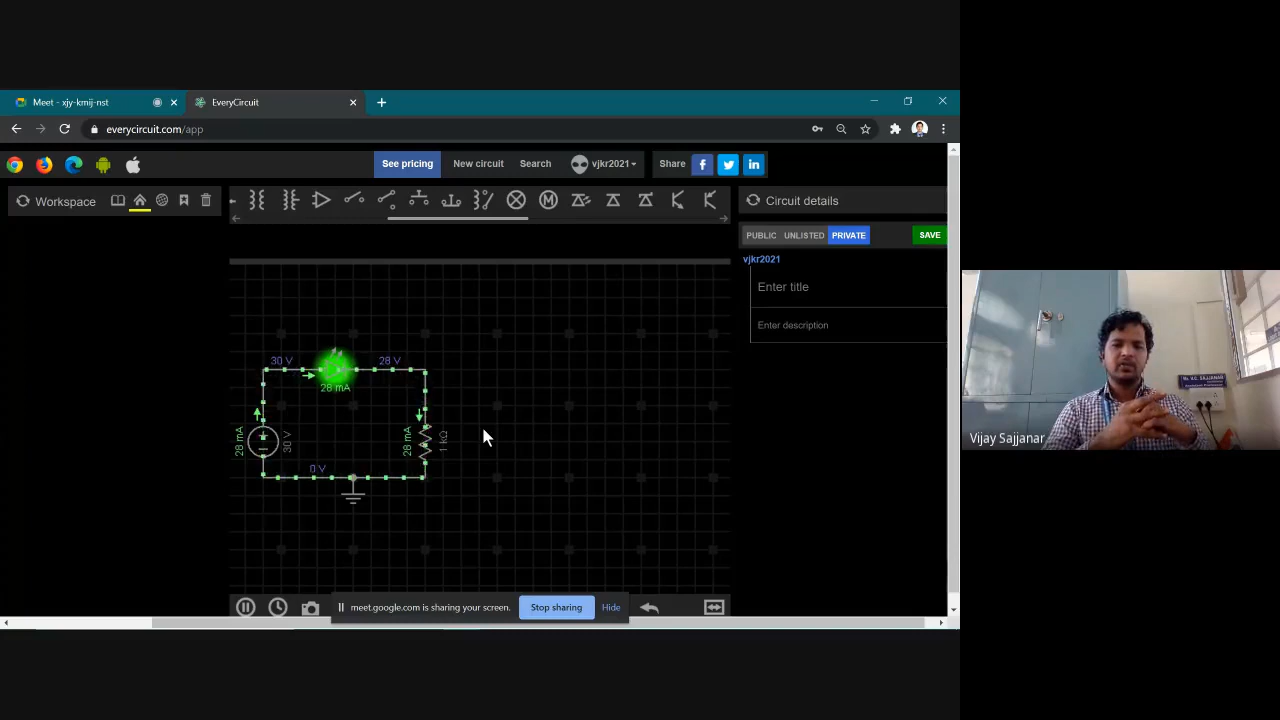 Meet - xjy-kmij-nst
EveryCircuit
everycircuit.com/app
See pricing
New circuit
Search
vjkr2021
Share
Workspace
Circuit details
PUBLIC
UNLISTED
PRIVATE
SAVE
vjkr2021
Enter title
Enter description
30 V
28 V
28 mA
28 mA
30 V
28 mA
1 kΩ
0 V
meet.google.com is sharing your screen.
Stop sharing
Hide
Vijay Sajjanar